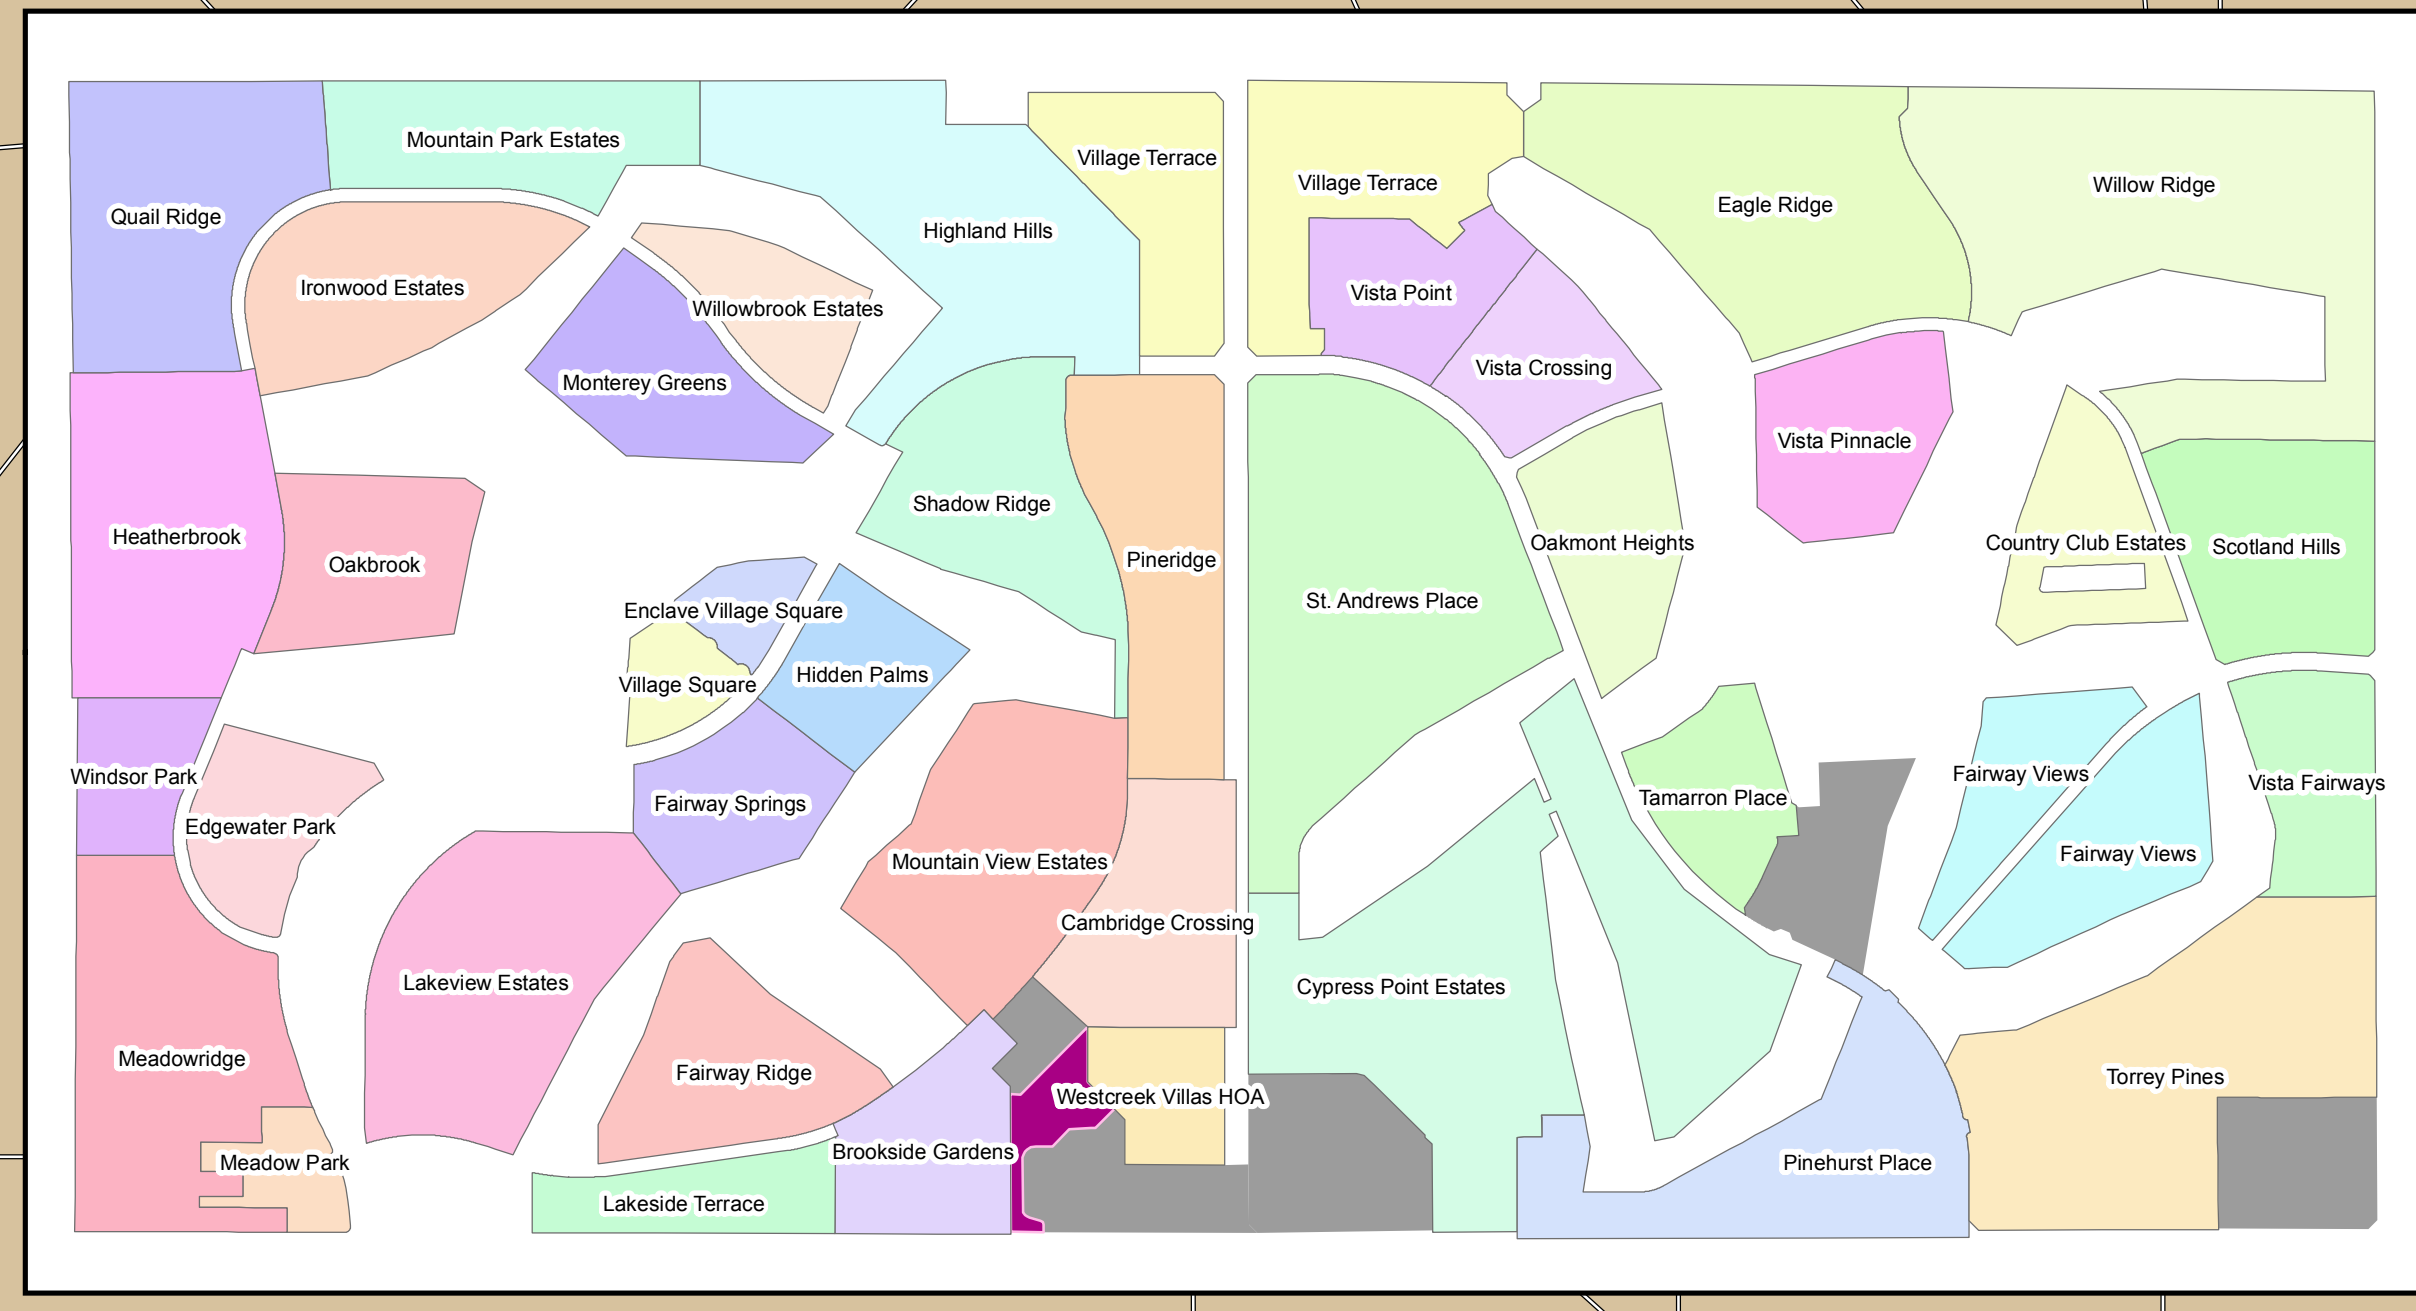 Mountain Park Estates
Village Terrace
Village Terrace
Willow Ridge
Eagle Ridge
Quail Ridge
Highland Hills
Ironwood Estates
Vista Point
Willowbrook Estates
Vista Crossing
Monterey Greens
Vista Pinnacle
Shadow Ridge
Heatherbrook
Oakmont Heights
Country Club Estates
Scotland Hills
Pineridge
Oakbrook
St. Andrews Place
Enclave Village Square
Hidden Palms
Village Square
Fairway Views
Windsor Park
Vista Fairways
Tamarron Place
Fairway Springs
Edgewater Park
Fairway Views
Mountain View Estates
Cambridge Crossing
Lakeview Estates
Cypress Point Estates
Meadowridge
Fairway Ridge
Torrey Pines
Westcreek Villas HOA
Brookside Gardens
Meadow Park
Pinehurst Place
Lakeside Terrace